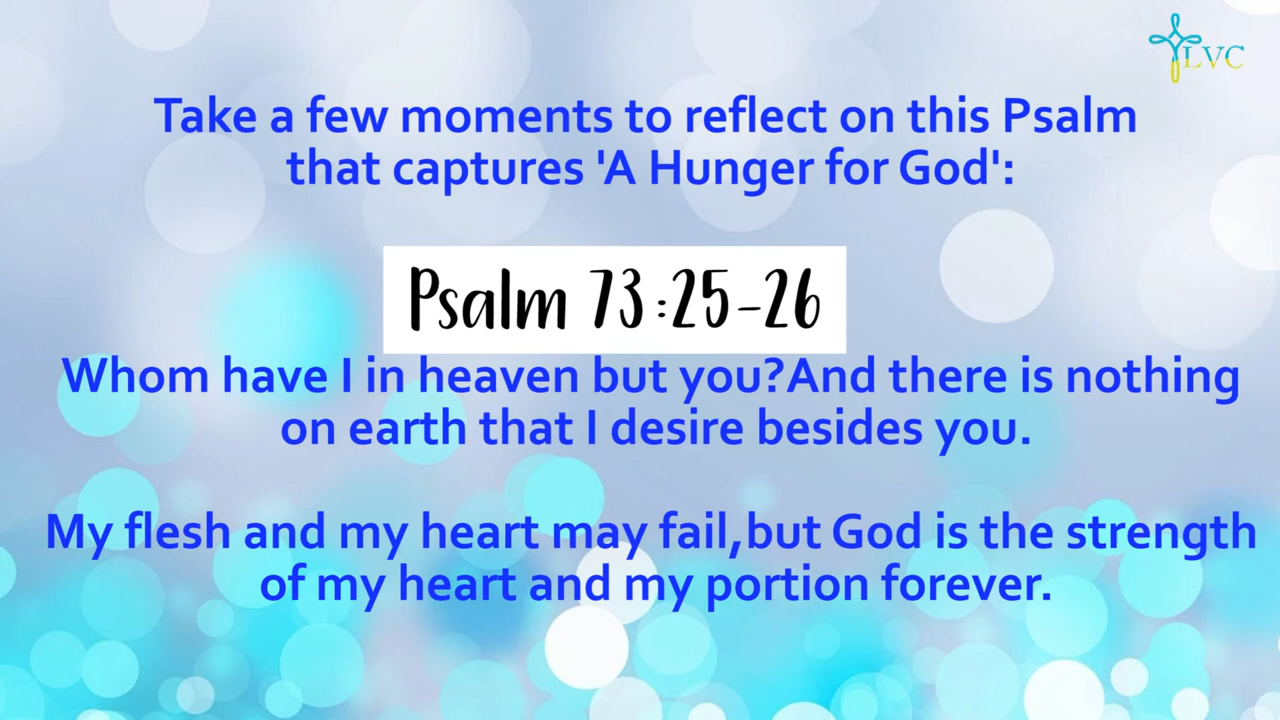 LVC
Take a few moments to reflect on this Psalm
that captures 'A Hunger for God':
Psalm 73:25-26
Whom have I in heaven but you?And there is nothing
on earth that I desire besides you.
My flesh and my heart may fail,but God is the strength
of my heart and my portion forever.